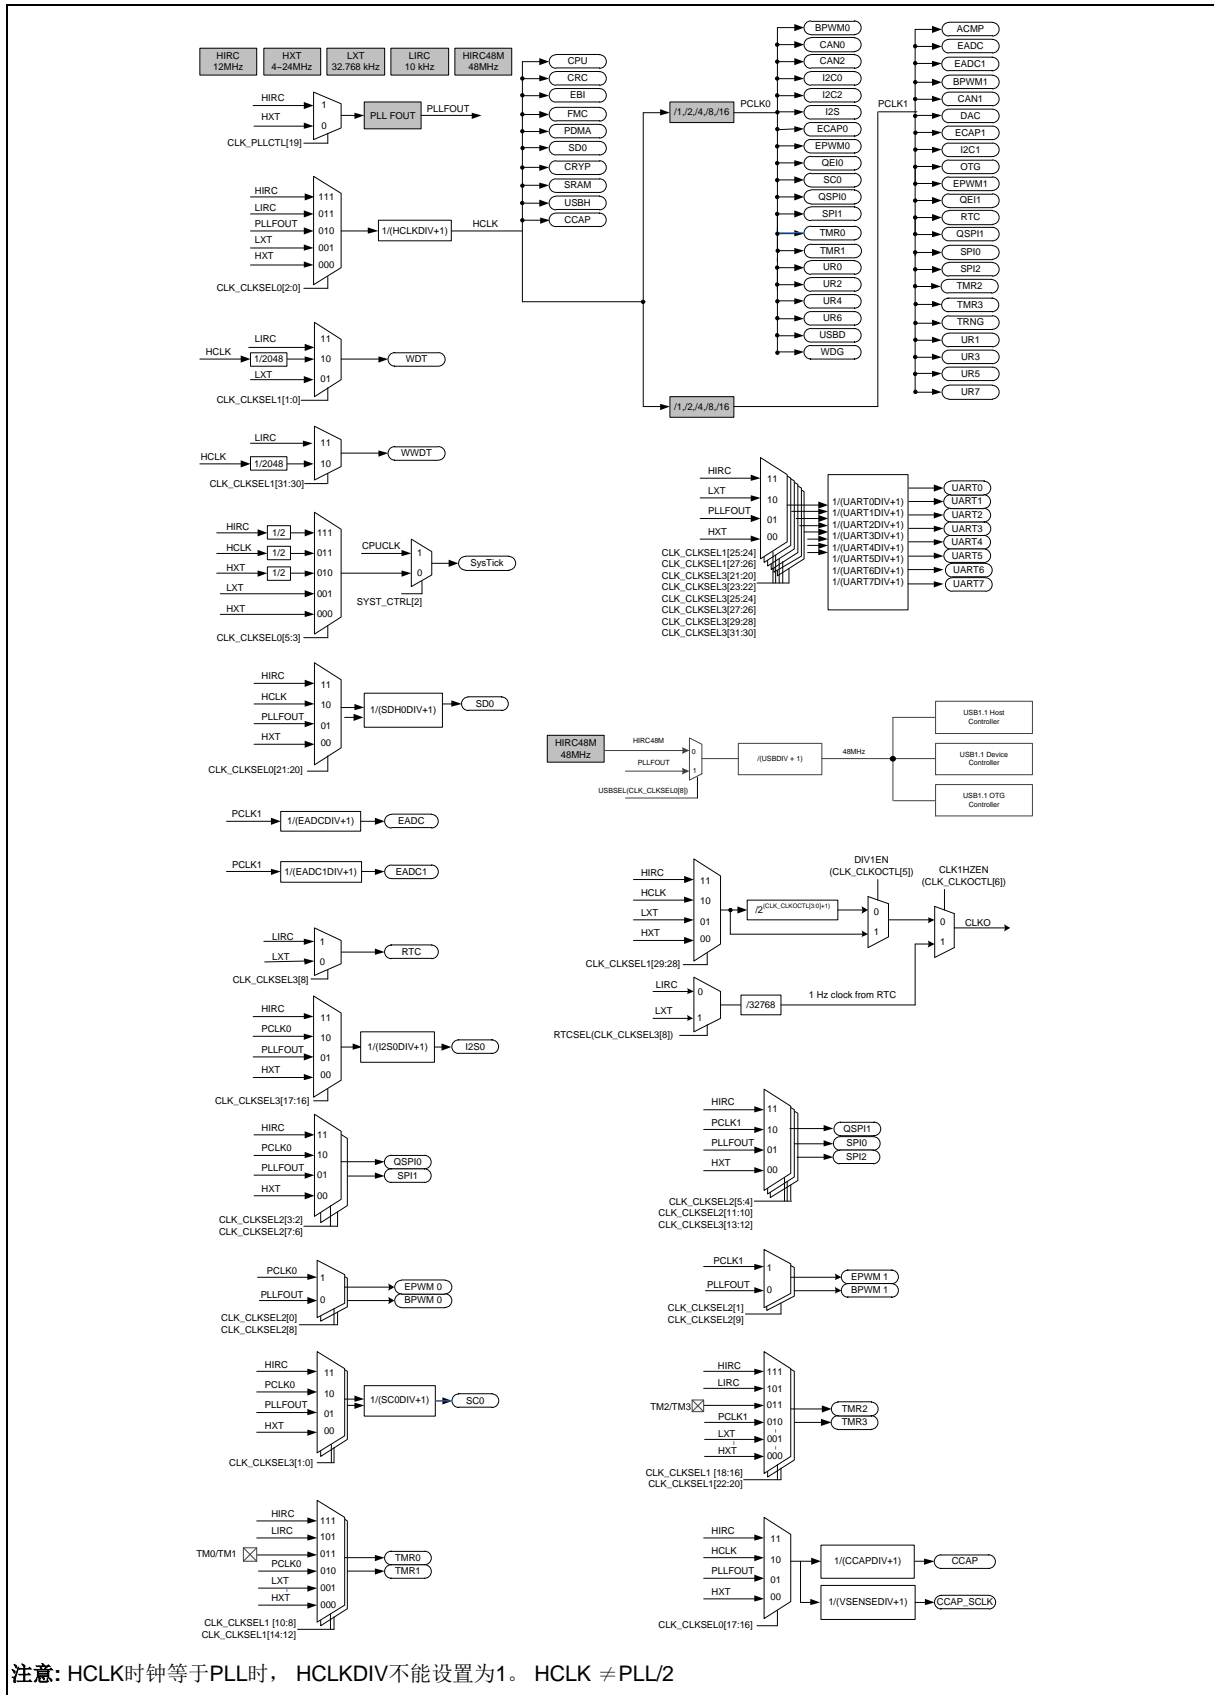 HIRC
12MHz
HXT
4~24MHz
LXT
32.768 kHz
LIRC
10 kHz
HIRC48M
48MHz
HIRC
HXT
1
0
CLK_PLLCTL[19]
PLL FOUT
PLLFOUT
HIRC
LIRC
PLLFOUT
LXT
HXT
111
011
010
001
000
CLK_CLKSEL0[2:0]
1/(HCLKDIV+1)
HCLK
CPU
CRC
EBI
FMC
PDMA
SD0
CRYP
SRAM
USBH
CCAP
/1,/2,/4,/8,/16
PCLK0
BPWM0
CAN0
CAN2
I2C0
I2C2
I2S
ECAP0
EPWM0
QEI0
SC0
QSPI0
SPI1
TMR0
TMR1
UR0
UR2
UR4
UR6
USBD
WDG
/1,/2,/4,/8,/16
PCLK1
ACMP
EADC
EADC1
BPWM1
CAN1
DAC
ECAP1
I2C1
OTG
EPWM1
QEI1
RTC
QSPI1
SPI0
SPI2
TMR2
TMR3
TRNG
UR1
UR3
UR5
UR7
LIRC
HCLK
1/2048
LXT
11
10
01
CLK_CLKSEL1[1:0]
WDT
LIRC
HCLK
1/2048
11
10
CLK_CLKSEL1[31:30]
WWDT
HIRC
1/2
HCLK
1/2
HXT
1/2
LXT
HXT
111
011
010
001
000
CLK_CLKSEL0[5:3]
CPUCLK
1
0
SYST_CTRL[2]
SysTick
HIRC
LXT
PLLFOUT
HXT
11
10
01
00
CLK_CLKSEL1[25:24]
CLK_CLKSEL1[27:26]
CLK_CLKSEL3[21:20]
CLK_CLKSEL3[23:22]
CLK_CLKSEL3[25:24]
CLK_CLKSEL3[27:26]
CLK_CLKSEL3[29:28]
CLK_CLKSEL3[31:30]
1/(UART0DIV+1)
1/(UART1DIV+1)
1/(UART2DIV+1)
1/(UART3DIV+1)
1/(UART4DIV+1)
1/(UART5DIV+1)
1/(UART6DIV+1)
1/(UART7DIV+1)
UART0
UART1
UART2
UART3
UART4
UART5
UART6
UART7
HIRC
HCLK
PLLFOUT
HXT
11
10
01
00
CLK_CLKSEL0[21:20]
1/(SDH0DIV+1)
SD0
HIRC48M
48MHz
HIRC48M
PLLFOUT
0
1
USBSEL(CLK_CLKSEL0[8])
/(USBDIV + 1)
48MHz
USB1.1 Host
Controller
USB1.1 Device
Controller
USB1.1 OTG
Controller
PCLK1
1/(EADCDIV+1)
EADC
PCLK1
1/(EADC1DIV+1)
EADC1
HIRC
HCLK
LXT
HXT
11
10
01
00
CLK_CLKSEL1[29:28]
/2(CLK_CLKOCTL[3:0]+1)
DIV1EN
(CLK_CLKOCTL[5])
0
1
CLK1HZEN
(CLK_CLKOCTL[6])
0
1
CLKO
LIRC
LXT
0
1
RTCSEL(CLK_CLKSEL3[8])
/32768
1 Hz clock from RTC
LIRC
LXT
1
0
CLK_CLKSEL3[8]
RTC
HIRC
PCLK0
PLLFOUT
HXT
11
10
01
00
CLK_CLKSEL3[17:16]
1/(I2S0DIV+1)
I2S0
HIRC
PCLK0
PLLFOUT
HXT
11
10
01
00
CLK_CLKSEL2[3:2]
CLK_CLKSEL2[7:6]
QSPI0
SPI1
HIRC
PCLK1
PLLFOUT
HXT
11
10
01
00
CLK_CLKSEL2[5:4]
CLK_CLKSEL2[11:10]
CLK_CLKSEL3[13:12]
QSPI1
SPI0
SPI2
PCLK0
PLLFOUT
1
0
CLK_CLKSEL2[0]
CLK_CLKSEL2[8]
EPWM 0
BPWM 0
PCLK1
PLLFOUT
1
0
CLK_CLKSEL2[1]
CLK_CLKSEL2[9]
EPWM 1
BPWM 1
HIRC
PCLK0
PLLFOUT
HXT
11
10
01
00
CLK_CLKSEL3[1:0]
1/(SC0DIV+1)
SC0
HIRC
LIRC
TM2/TM3
PCLK1
LXT
HXT
111
101
011
010
001
000
CLK_CLKSEL1 [18:16]
CLK_CLKSEL1[22:20]
TMR2
TMR3
HIRC
LIRC
TM0/TM1
PCLK0
LXT
HXT
111
101
011
010
001
000
CLK_CLKSEL1 [10:8]
CLK_CLKSEL1[14:12]
TMR0
TMR1
HIRC
HCLK
PLLFOUT
HXT
11
10
01
00
CLK_CLKSEL0[17:16]
1/(CCAPDIV+1)
CCAP
1/(VSENSEDIV+1)
CCAP_SCLK
注意: HCLK时钟等于PLL时， HCLKDIV不能设置为1。 HCLK ≠PLL/2